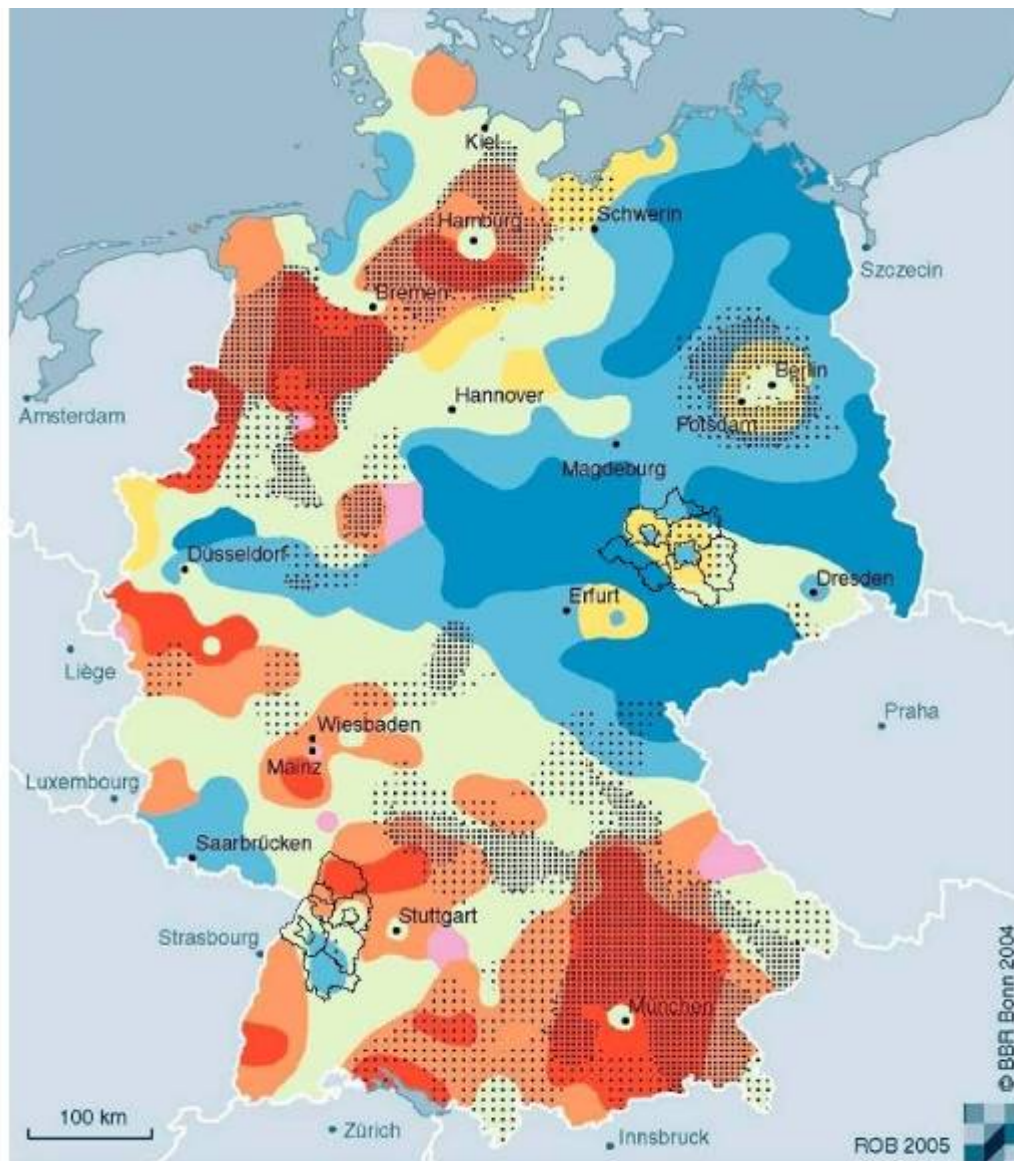 Kiel
Hamburg
Schwerin
Szczecin
Bremen
Berlin
Amsterdam
Hannover
Potsdam
Magdeburg
Düsseldorf
Dresden
Erfurt
Liège
Praha
Wiesbaden
Mainz
Luxembourg
Saarbrücken
Stuttgart
Strasbourg
München
© BBR Bonn 2004
100 km
Zürich
Innsbruck
ROB 2005